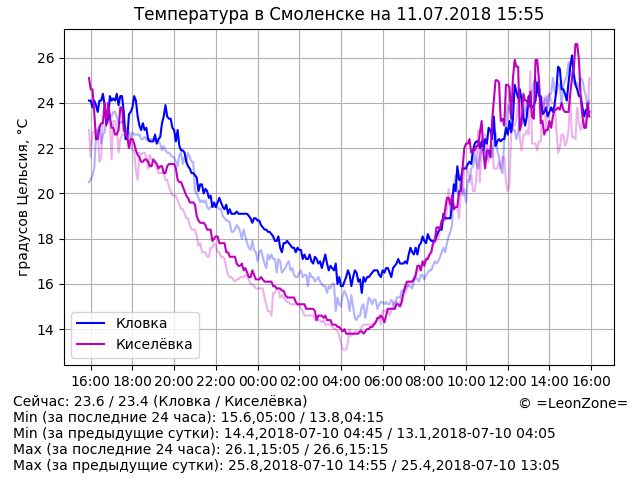 Температура в Смоленске на 11.07.2018 15:55
градусов Цельсия, °C
26
24
22
20
18
16
14
Кловка
Киселёвка
16:00 18:00 20:00 22:00 00:00 02:00 04:00 06:00 08:00 10:00 12:00 14:00 16:00
Сейчас: 23.6 / 23.4 (Кловка / Киселёвка)
© =LeonZone=
Min (за последние 24 часа): 15.6,05:00 / 13.8,04:15
Min (за предыдущие сутки): 14.4,2018-07-10 04:45 / 13.1,2018-07-10 04:05
Max (за последние 24 часа): 26.1,15:05 / 26.6,15:15
Max (за предыдущие сутки): 25.8,2018-07-10 14:55 / 25.4,2018-07-10 13:05